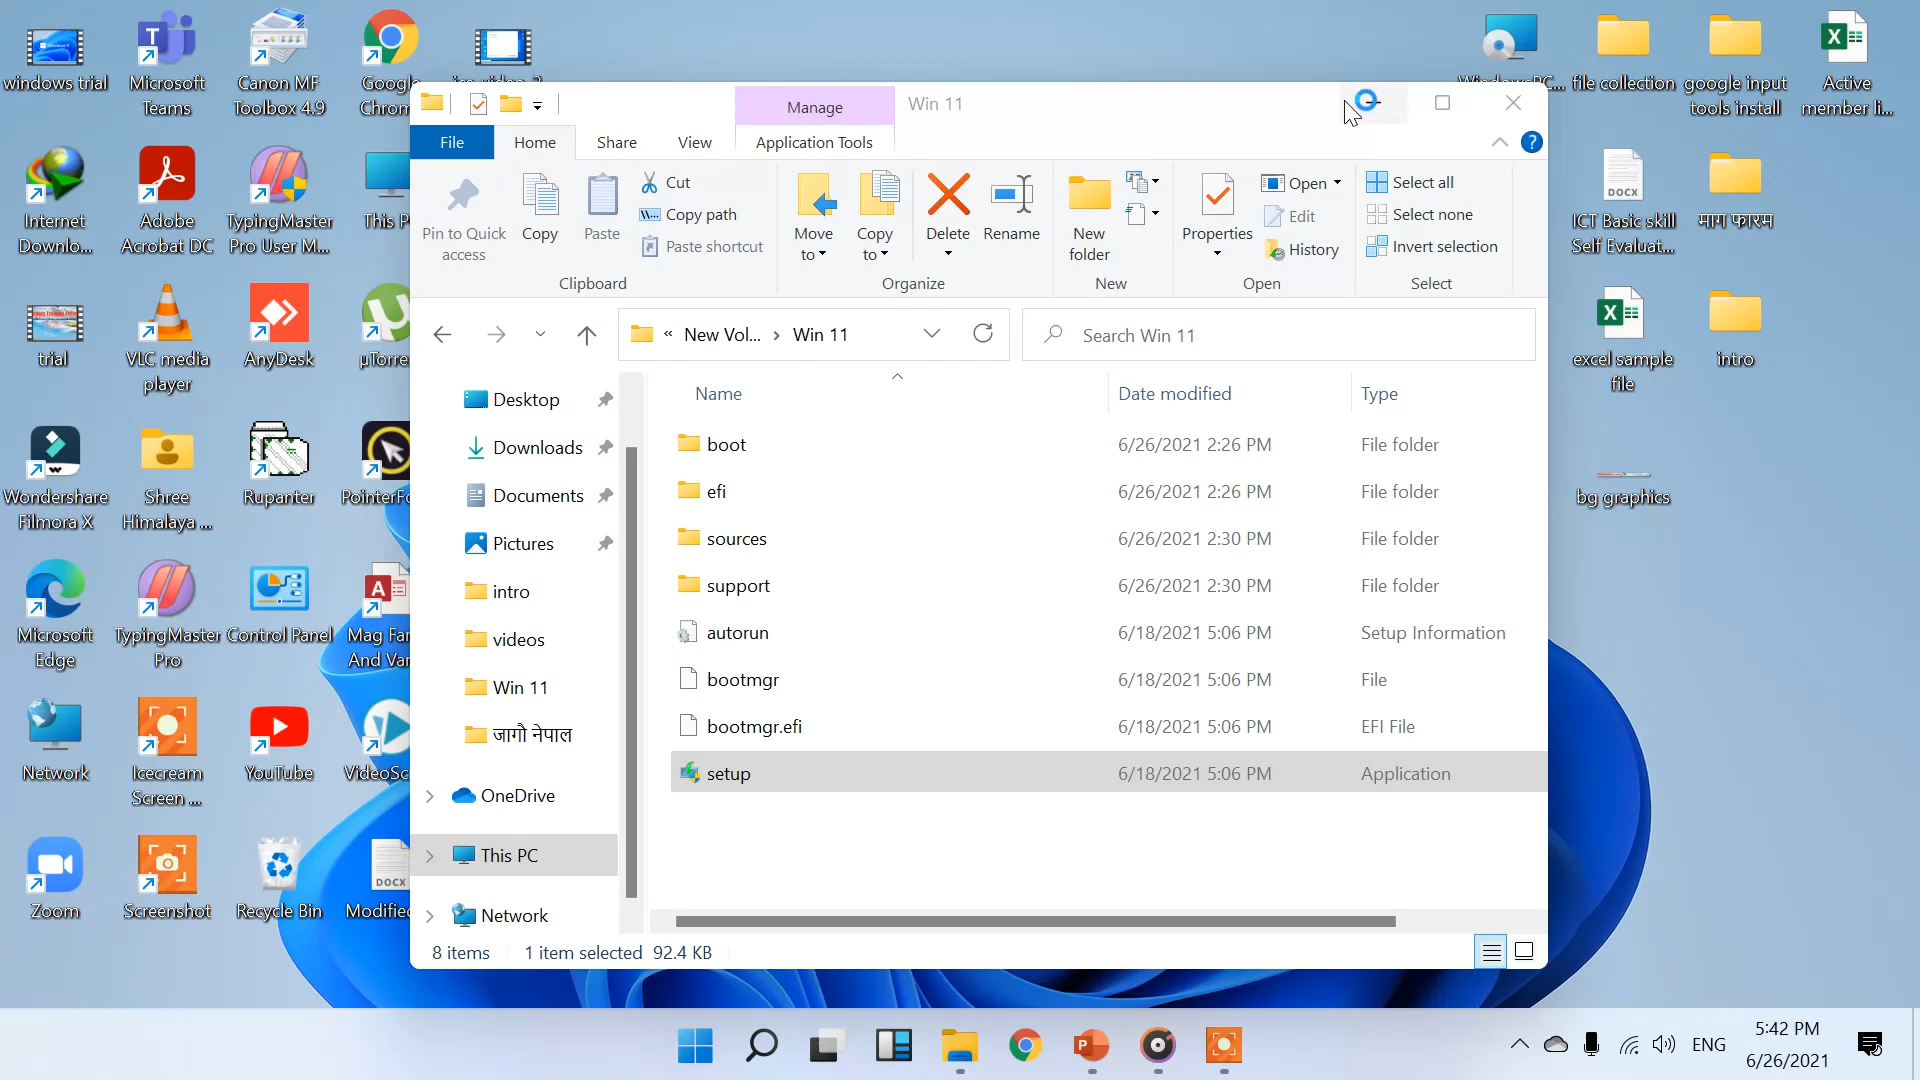 windows trial
Microsoft
Teams
Canon MF
Toolbox 4.9
Google
Chrom
file collection
google input
tools install
Active
member li...
Manage
Win 11
File
Home
Share
View
Application Tools
Pin to Quick
access
Copy
Paste
Cut
Copy path
Paste shortcut
Clipboard
Move
to
Copy
to
Delete
Rename
Organize
New
folder
New
Properties
Open
Edit
History
Open
Select all
Select none
Invert selection
Select
« New Vol... › Win 11
Search Win 11
Internet
Downlo...
Adobe
Acrobat DC
TypingMaster
Pro User M...
This P
DOCX
ICT Basic skill
Self Evaluat...
माग फारम
trial
VLC media
player
AnyDesk
µTorre
excel sample
file
intro
Wondershare
Filmora X
Shree
Himalaya ...
Rupanter
PointerFo
bg graphics
Microsoft
Edge
TypingMaster
Pro
Control Panel
Mag Far
And Var
Network
Icecream
Screen ...
YouTube
VideoSc
Zoom
Screenshot
Recycle Bin
DOCX
Modified
Desktop
Downloads
Documents
Pictures
intro
videos
Win 11
जागौ नेपाल
OneDrive
This PC
Network
Name Date modified Type
boot 6/26/2021 2:26 PM File folder
efi 6/26/2021 2:26 PM File folder
sources 6/26/2021 2:30 PM File folder
support 6/26/2021 2:30 PM File folder
autorun 6/18/2021 5:06 PM Setup Information
bootmgr 6/18/2021 5:06 PM File
bootmgr.efi 6/18/2021 5:06 PM EFI File
setup 6/18/2021 5:06 PM Application
8 items 1 item selected 92.4 KB
ENG
5:42 PM
6/26/2021